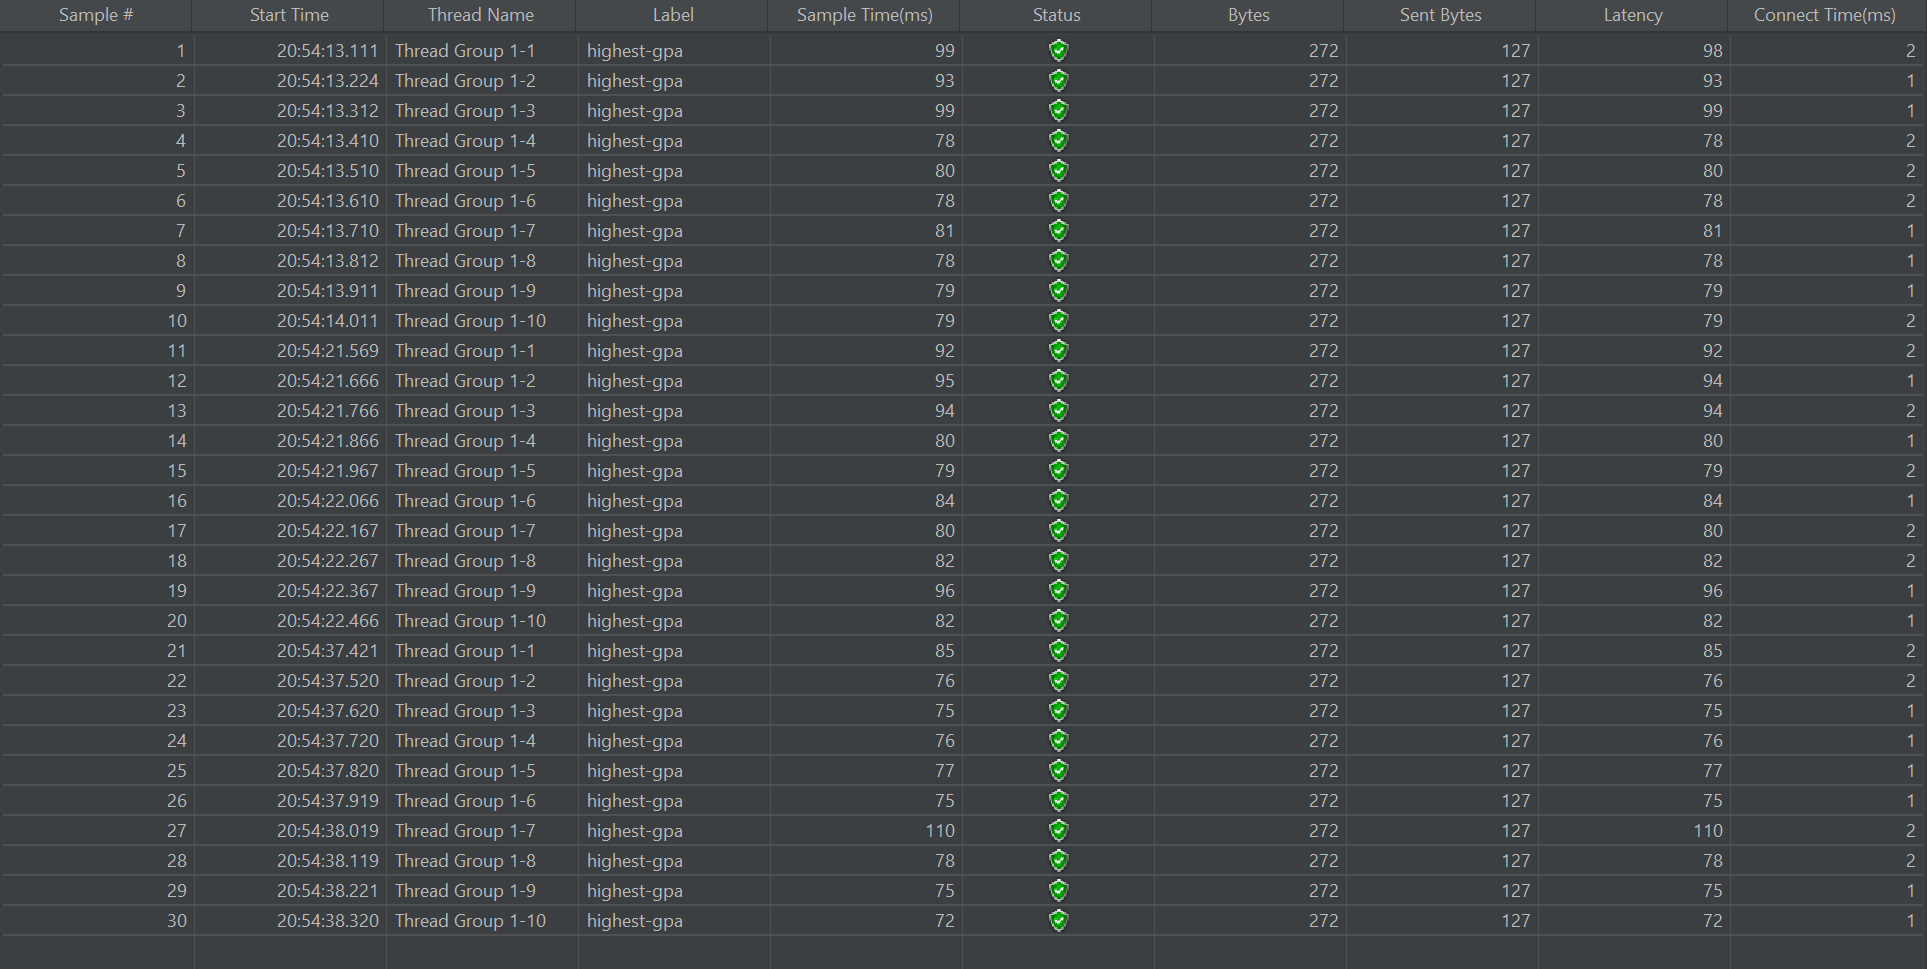 Sample # Start Time Thread Name Label Sample Time(ms) Status Bytes Sent Bytes Latency Connect Time(ms)
1 20:54:13.111 Thread Group 1-1 highest-gpa 99 272 127 98 2
2 20:54:13.224 Thread Group 1-2 highest-gpa 93 272 127 93 1
3 20:54:13.312 Thread Group 1-3 highest-gpa 99 272 127 99 1
4 20:54:13.410 Thread Group 1-4 highest-gpa 78 272 127 78 2
5 20:54:13.510 Thread Group 1-5 highest-gpa 80 272 127 80 2
6 20:54:13.610 Thread Group 1-6 highest-gpa 78 272 127 78 2
7 20:54:13.710 Thread Group 1-7 highest-gpa 81 272 127 81 1
8 20:54:13.812 Thread Group 1-8 highest-gpa 78 272 127 78 1
9 20:54:13.911 Thread Group 1-9 highest-gpa 79 272 127 79 1
10 20:54:14.011 Thread Group 1-10 highest-gpa 79 272 127 79 2
11 20:54:21.569 Thread Group 1-1 highest-gpa 92 272 127 92 2
12 20:54:21.666 Thread Group 1-2 highest-gpa 95 272 127 94 1
13 20:54:21.766 Thread Group 1-3 highest-gpa 94 272 127 94 2
14 20:54:21.866 Thread Group 1-4 highest-gpa 80 272 127 80 1
15 20:54:21.967 Thread Group 1-5 highest-gpa 79 272 127 79 2
16 20:54:22.066 Thread Group 1-6 highest-gpa 84 272 127 84 1
17 20:54:22.167 Thread Group 1-7 highest-gpa 80 272 127 80 2
18 20:54:22.267 Thread Group 1-8 highest-gpa 82 272 127 82 2
19 20:54:22.367 Thread Group 1-9 highest-gpa 96 272 127 96 1
20 20:54:22.466 Thread Group 1-10 highest-gpa 82 272 127 82 1
21 20:54:37.421 Thread Group 1-1 highest-gpa 85 272 127 85 2
22 20:54:37.520 Thread Group 1-2 highest-gpa 76 272 127 76 2
23 20:54:37.620 Thread Group 1-3 highest-gpa 75 272 127 75 1
24 20:54:37.720 Thread Group 1-4 highest-gpa 76 272 127 76 1
25 20:54:37.820 Thread Group 1-5 highest-gpa 77 272 127 77 1
26 20:54:37.919 Thread Group 1-6 highest-gpa 75 272 127 75 1
27 20:54:38.019 Thread Group 1-7 highest-gpa 110 272 127 110 2
28 20:54:38.119 Thread Group 1-8 highest-gpa 78 272 127 78 2
29 20:54:38.221 Thread Group 1-9 highest-gpa 75 272 127 75 1
30 20:54:38.320 Thread Group 1-10 highest-gpa 72 272 127 72 1